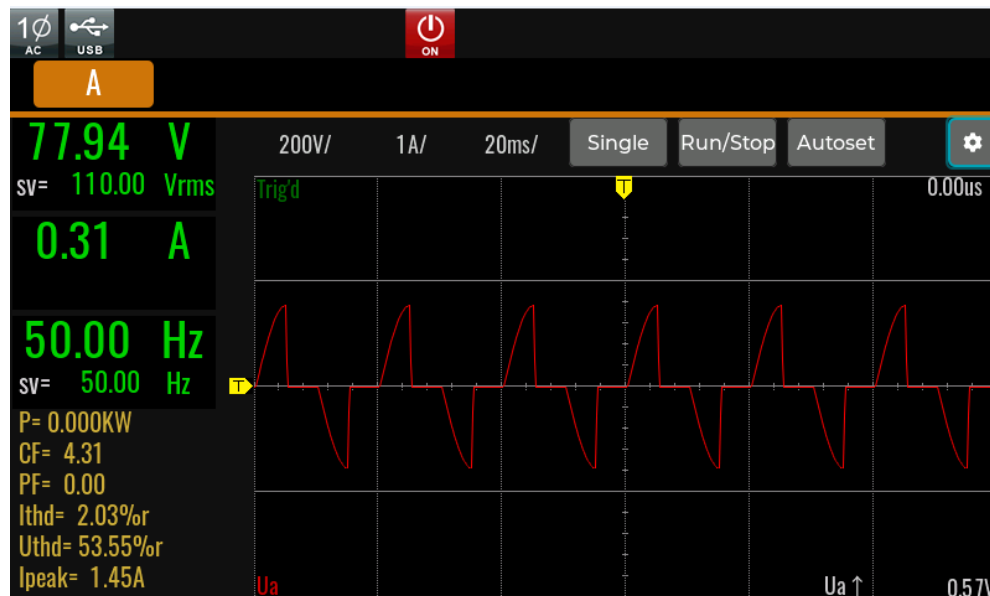 1Ø
AC
USB
ON
A
77.94 V
sv= 110.00 Vrms
0.31 A
50.00 Hz
sv= 50.00 Hz
P= 0.000KW
CF= 4.31
PF= 0.00
Ithd= 2.03%r
Uthd= 53.55%r
Ipeak= 1.45A
200V/ 1A/ 20ms/ Single Run/Stop Autoset
Trig'd T 0.00us
T
Ua Ua↑ 0.57V